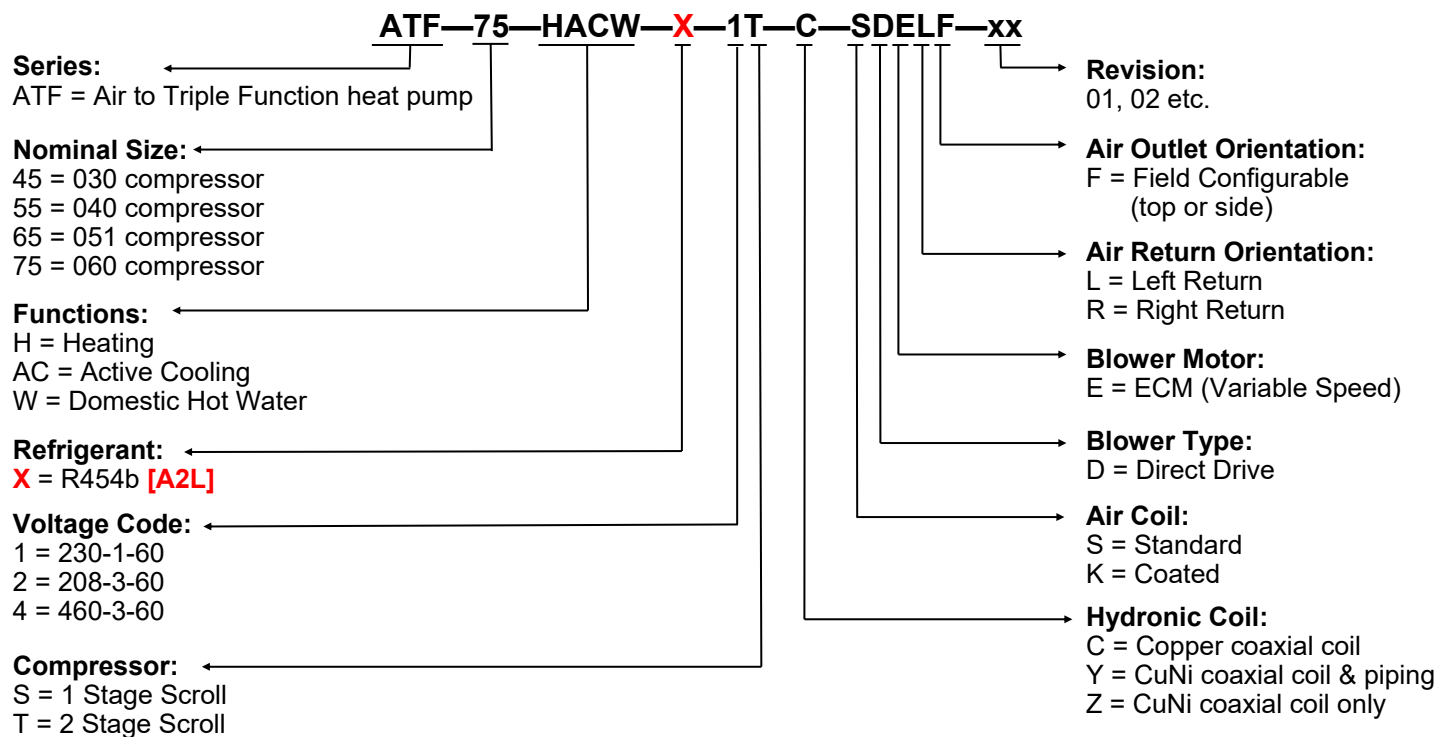 ATF—75—HACW—X—1T—C—SDELF—xx
Series:
ATF = Air to Triple Function heat pump
Nominal Size:
45 = 030 compressor
55 = 040 compressor
65 = 051 compressor
75 = 060 compressor
Functions:
H = Heating
AC = Active Cooling
W = Domestic Hot Water
Refrigerant:
X = R454b [A2L]
Voltage Code:
1 = 230-1-60
2 = 208-3-60
4 = 460-3-60
Compressor:
S = 1 Stage Scroll
T = 2 Stage Scroll
Revision:
01, 02 etc.
Air Outlet Orientation:
F = Field Configurable
(top or side)
Air Return Orientation:
L = Left Return
R = Right Return
Blower Motor:
E = ECM (Variable Speed)
Blower Type:
D = Direct Drive
Air Coil:
S = Standard
K = Coated
Hydronic Coil:
C = Copper coaxial coil
Y = CuNi coaxial coil & piping
Z = CuNi coaxial coil only